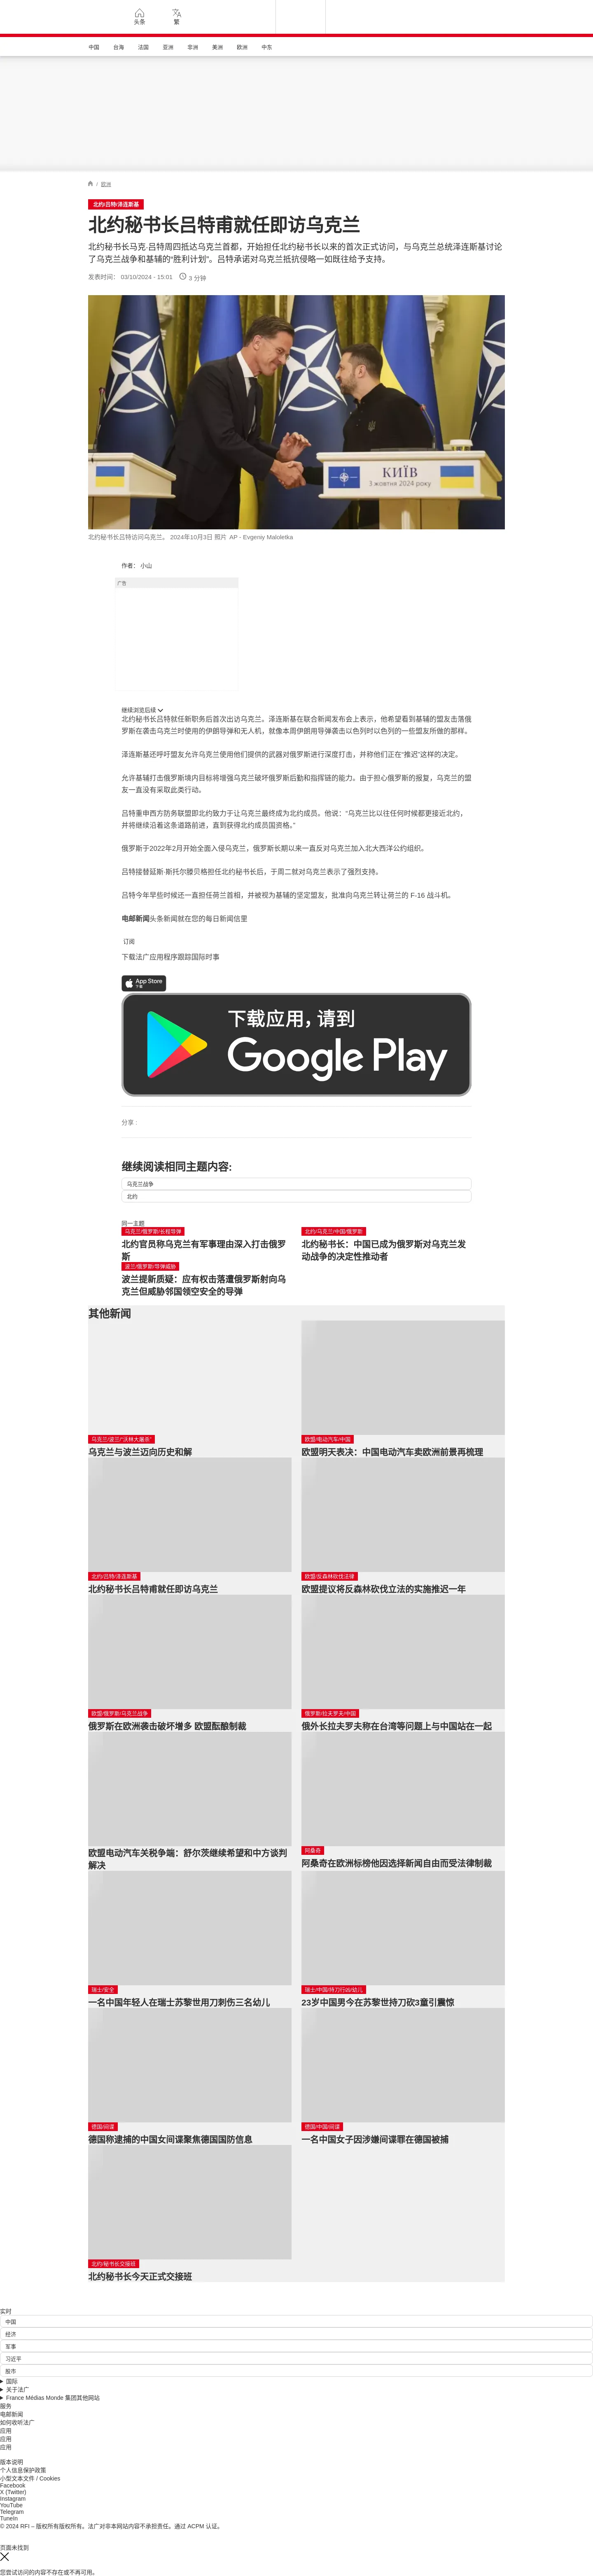 头条
繁
中国 台海 法国 亚洲 非洲 美洲 欧洲 中东
/ 欧洲
北约/吕特/泽连斯基
北约秘书长吕特甫就任即访乌克兰
北约秘书长马克·吕特周四抵达乌克兰首都，开始担任北约秘书长以来的首次正式访问，与乌克兰总统泽连斯基讨论
了乌克兰战争和基辅的“胜利计划”。吕特承诺对乌克兰抵抗侵略一如既往给予支持。
发表时间： 03/10/2024 - 15:01 3 分钟
КИЇВ
3 жовтня 2024 року
北约秘书长吕特访问乌克兰。 2024年10月3日 图片 AP - Evgeniy Maloletka
作者： 小山
广告
继续浏览后续
北约秘书长吕特就任新职务后首次出访乌克兰。泽连斯基在联合新闻发布会上表示，他希望看到基辅的盟友击落俄
罗斯在袭击乌克兰时使用的伊朗导弹和无人机，就像本周伊朗用导弹袭击以色列时以色列的一些盟友所做的那样。
泽连斯基还呼吁盟友允许乌克兰使用他们提供的武器对俄罗斯进行深度打击，并称他们正在“推迟”这样的决定。
允许基辅打击俄罗斯境内目标将增强乌克兰破坏俄罗斯后勤和指挥链的能力。由于担心俄罗斯的报复，乌克兰的盟
友一直没有采取此类行动。
吕特重申西方防务联盟即北约致力于让乌克兰最终成为北约成员。他说：“乌克兰比以往任何时候都更接近北约，
并将继续沿着这条道路前进，直到获得北约成员国资格。”
俄罗斯于2022年2月开始全面入侵乌克兰，俄罗斯长期以来一直反对乌克兰加入北大西洋公约组织。
吕特接替延斯·斯托尔滕贝格担任北约秘书长后，于周二就对乌克兰表示了强烈支持。
吕特今年早些时候还一直担任荷兰首相，并被视为基辅的坚定盟友，批准向乌克兰转让荷兰的 F-16 战斗机。
电邮新闻头条新闻就在您的每日新闻信里
订阅
下载法广应用程序跟踪国际时事
App Store
下载应用，请到
Google Play
分享 :
继续阅读相同主题内容:
乌克兰战争
北约
同一主题
乌克兰/俄罗斯/长程导弹
北约官员称乌克兰有军事理由深入打击俄罗
斯
北约/乌克兰/中国/俄罗斯
北约秘书长：中国已成为俄罗斯对乌克兰发
动战争的决定性推动者
波兰/俄罗斯/导弹威胁
波兰提新质疑：应有权击落遭俄罗斯射向乌
克兰但威胁邻国领空安全的导弹
其他新闻
乌克兰/波兰/“沃林大屠杀”
乌克兰与波兰迈向历史和解
欧盟/电动汽车/中国
欧盟明天表决：中国电动汽车卖欧洲前景再梳理
北约/吕特/泽连斯基
北约秘书长吕特甫就任即访乌克兰
欧盟/反森林砍伐法律
欧盟提议将反森林砍伐立法的实施推迟一年
欧盟/俄罗斯/乌克兰战争
俄罗斯在欧洲袭击破坏增多 欧盟酝酿制裁
俄罗斯/拉夫罗夫/中国
俄外长拉夫罗夫称在台湾等问题上与中国站在一起
欧盟电动汽车关税争端：舒尔茨继续希望和中方谈判
解决
阿桑奇
阿桑奇在欧洲标榜他因选择新闻自由而受法律制裁
瑞士/安全
一名中国年轻人在瑞士苏黎世用刀刺伤三名幼儿
瑞士/中国/持刀行凶/幼儿
23岁中国男今在苏黎世持刀砍3童引震惊
德国/间谍
德国称逮捕的中国女间谍聚焦德国国防信息
德国/中国/间谍
一名中国女子因涉嫌间谍罪在德国被捕
北约/秘书长交接班
北约秘书长今天正式交接班
实时
中国
经济
军事
习近平
股市
国际
关于法广
France Médias Monde 集团其他网站
服务
电邮新闻
如何收听法广
应用
应用
应用
版本说明
个人信息保护政策
小型文本文件 / Cookies
Facebook
X (Twitter)
Instagram
YouTube
Telegram
TuneIn
© 2024 RFI – 版权所有版权所有。法广对非本网站内容不承担责任。通过 ACPM 认证。
页面未找到
您尝试访问的内容不存在或不再可用。